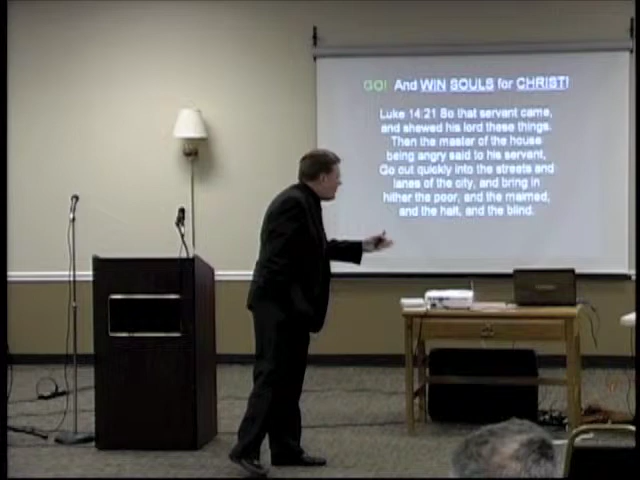 GO! And WIN SOULS for CHRIST!
Luke 14:21 So that servant came,
and shewed his lord these things.
Then the master of the house
being angry said to his servant,
Go out quickly into the streets and
lanes of the city, and bring in
hither the poor, and the maimed,
and the halt, and the blind.